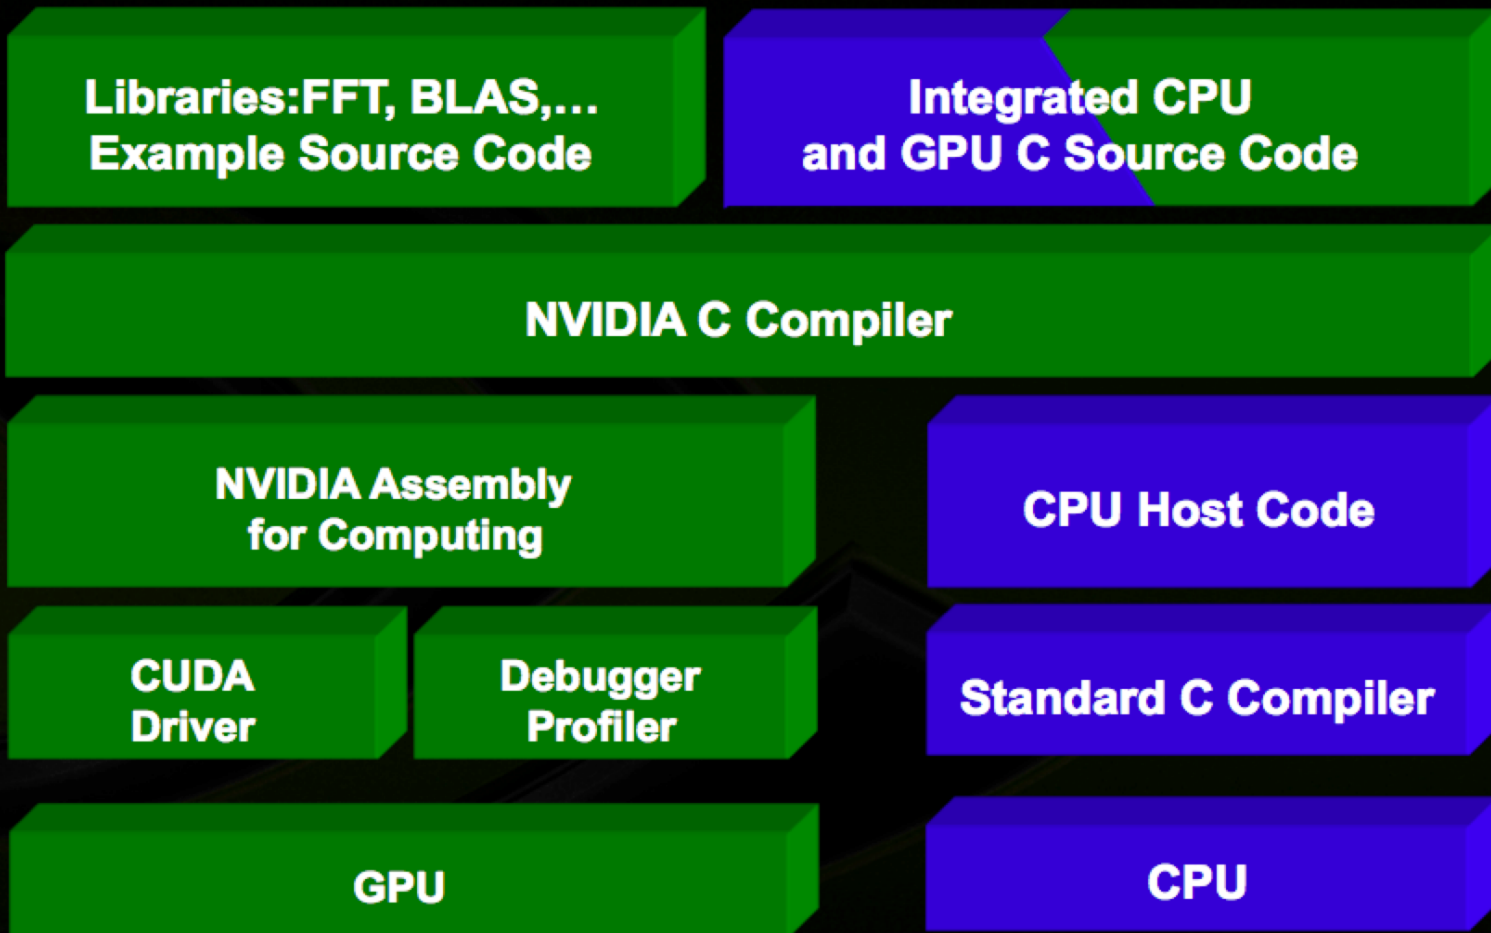 Libraries:FFT, BLAS,...
Example Source Code
Integrated CPU
and GPU C Source Code
NVIDIA C Compiler
NVIDIA Assembly
for Computing
CPU Host Code
CUDA
Driver
Debugger
Profiler
Standard C Compiler
GPU
CPU